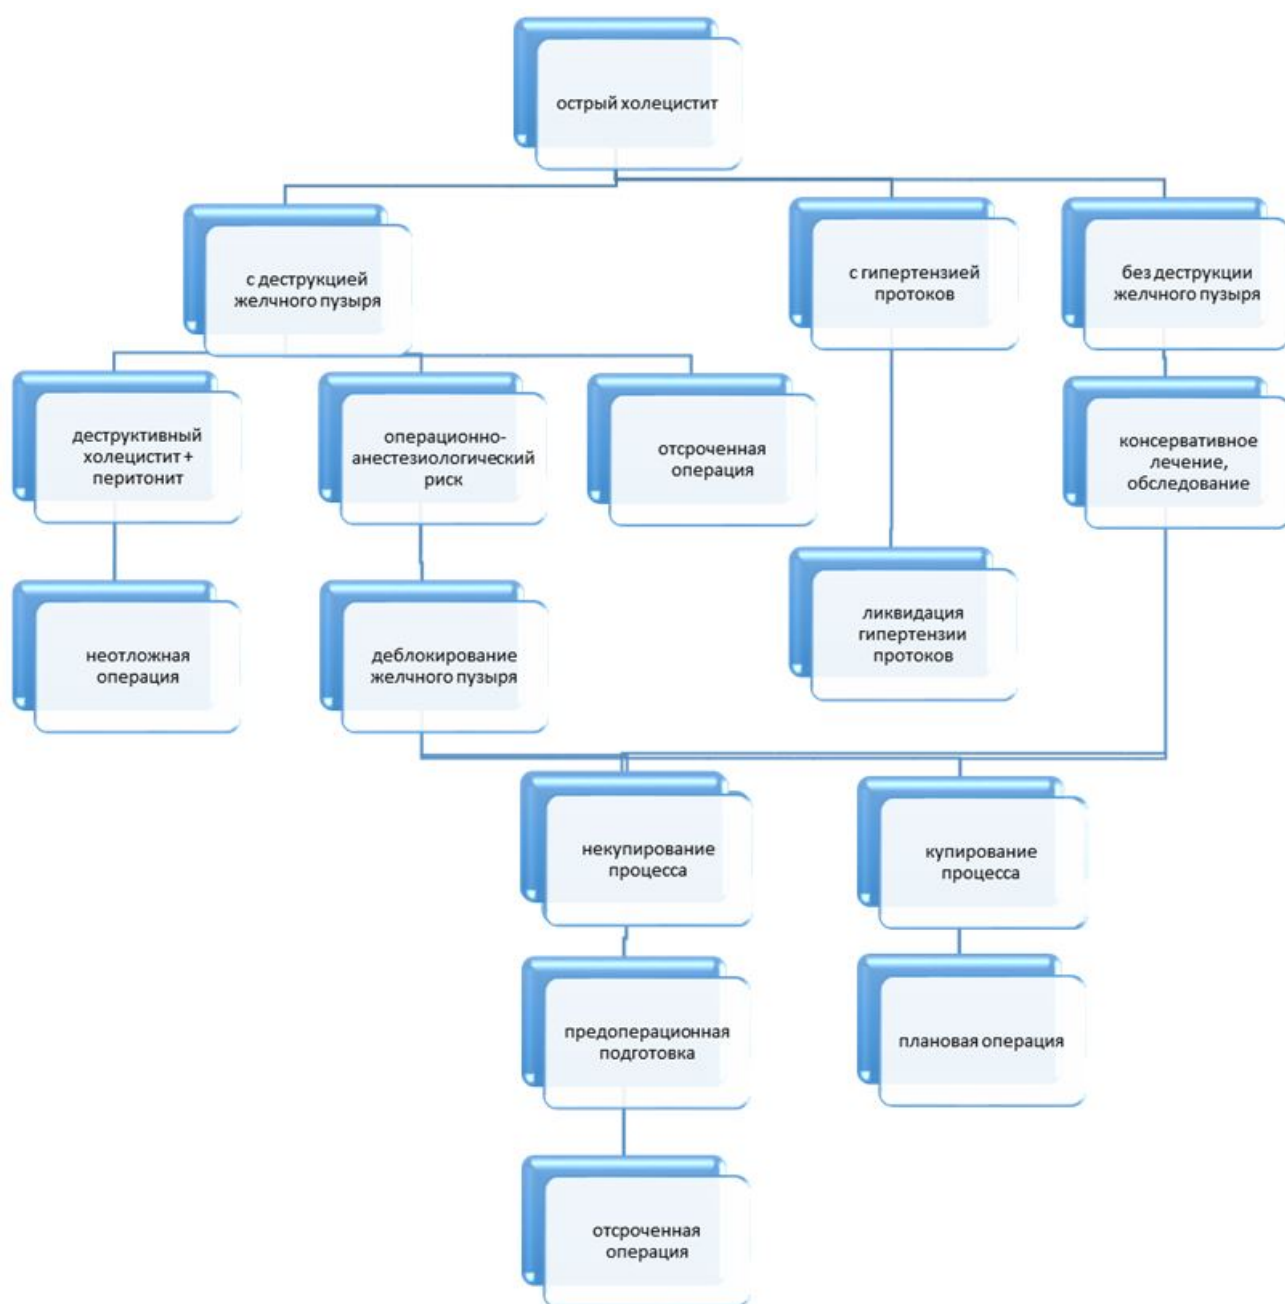 острый холецистит
с деструкцией
желчного пузыря
с гипертензией
протоков
без деструкции
желчного пузыря
деструктивный
холецистит +
перитонит
операционно-
анестезиологический
риск
отсроченная
операция
консервативное
лечение,
обследование
неотложная
операция
деблокирование
желчного пузыря
ликвидация
гипертензии
протоков
некупирование
процесса
купирование
процесса
предоперационная
подготовка
плановая операция
отсроченная
операция